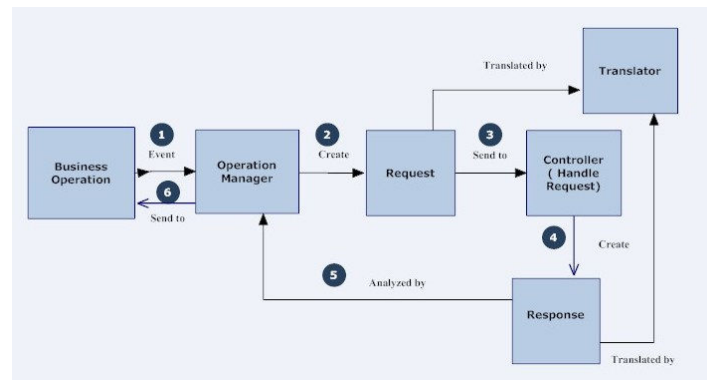 Translated by
Translator
1
Event
2
Create
3
Send to
Business
Operation
Operation
Manager
Request
Controller
( Handle
Request)
6
Send to
4
Create
5
Analyzed by
Response
Translated by